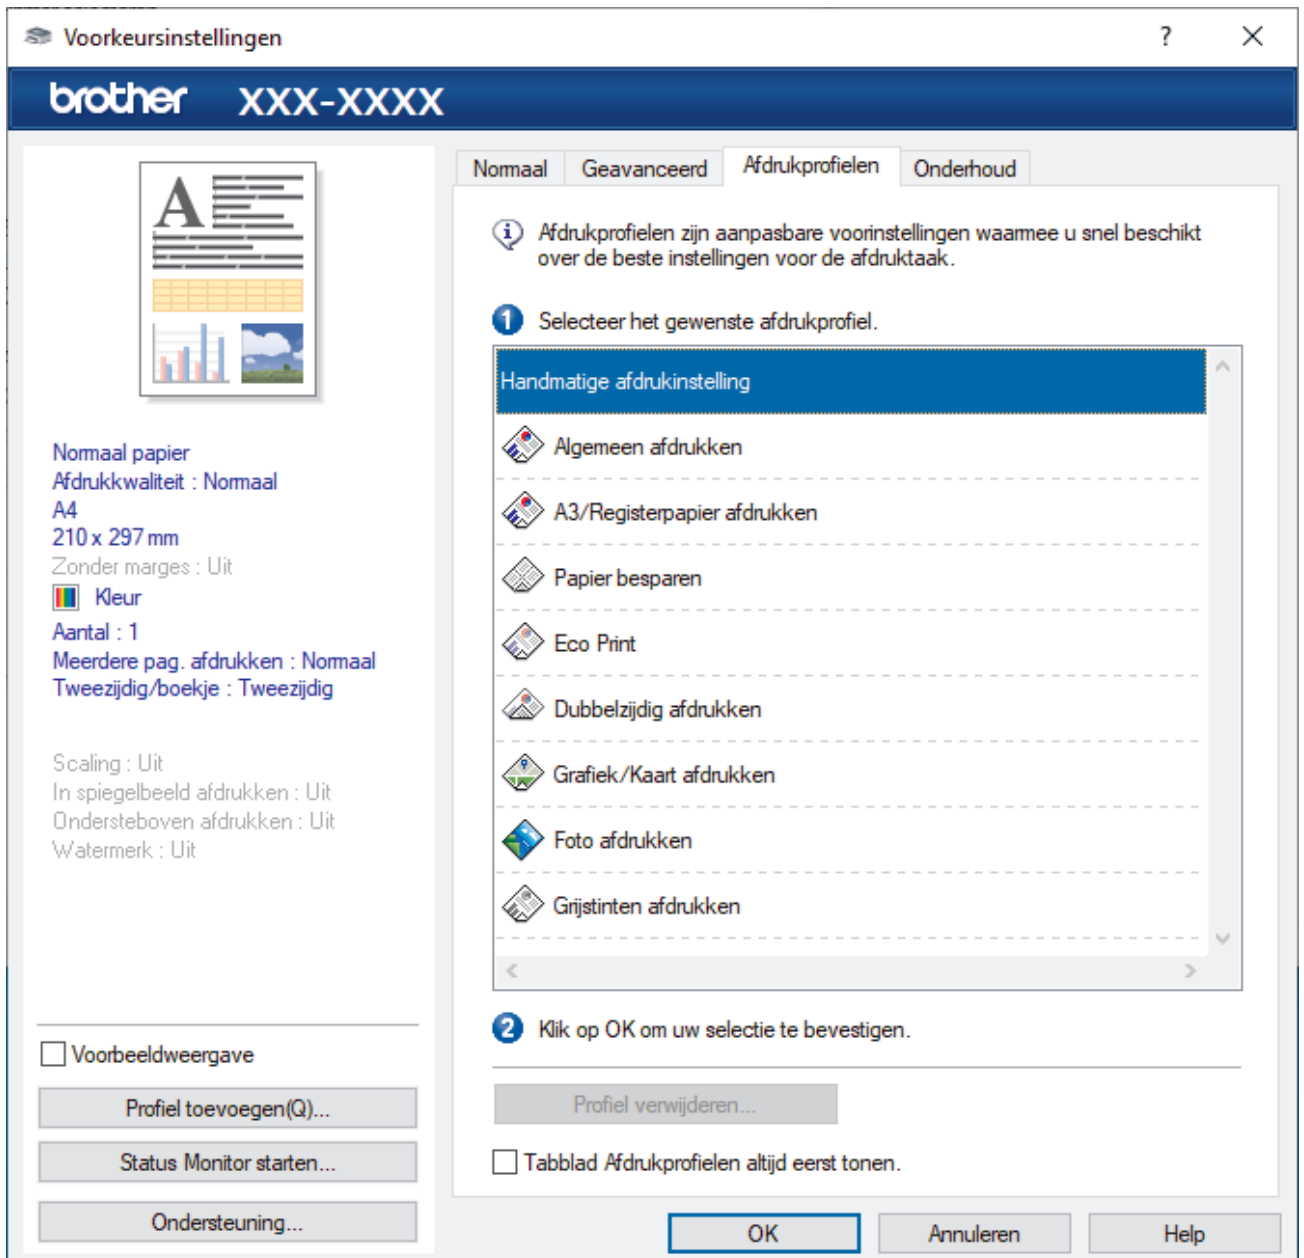 Voorkeursinstellingen
?
brother XXX-XXXX
A
Normaal papier
Afdrukkwaliteit : Normaal
A4
210 x 297 mm
Zonder marges : Uit
Kleur
Aantal : 1
Meerdere pag. afdrukken : Normaal
Tweezijdig/boekje : Tweezijdig
Scaling : Uit
In spiegelbeeld afdrukken : Uit
Ondersteboven afdrukken : Uit
Watermerk : Uit
Voorbeeldweergave
Profiel toevoegen(Q)...
Status Monitor starten...
Ondersteuning...
Normaal Geavanceerd Afdrukprofielen Onderhoud
Afdrukprofielen zijn aanpasbare voorinstellingen waarmee u snel beschikt
over de beste instellingen voor de afdruktaak.
1 Selecteer het gewenste afdrukprofiel.
Handmatige afdrukinstelling
Algemeen afdrukken
A3/Registerpapier afdrukken
Papier besparen
Eco Print
Dubbelzijdig afdrukken
Grafiek/Kaart afdrukken
Foto afdrukken
Grijstinten afdrukken
2 Klik op OK om uw selectie te bevestigen.
Profiel verwijderen...
Tabblad Afdrukprofielen altijd eerst tonen.
OK Annuleren Help